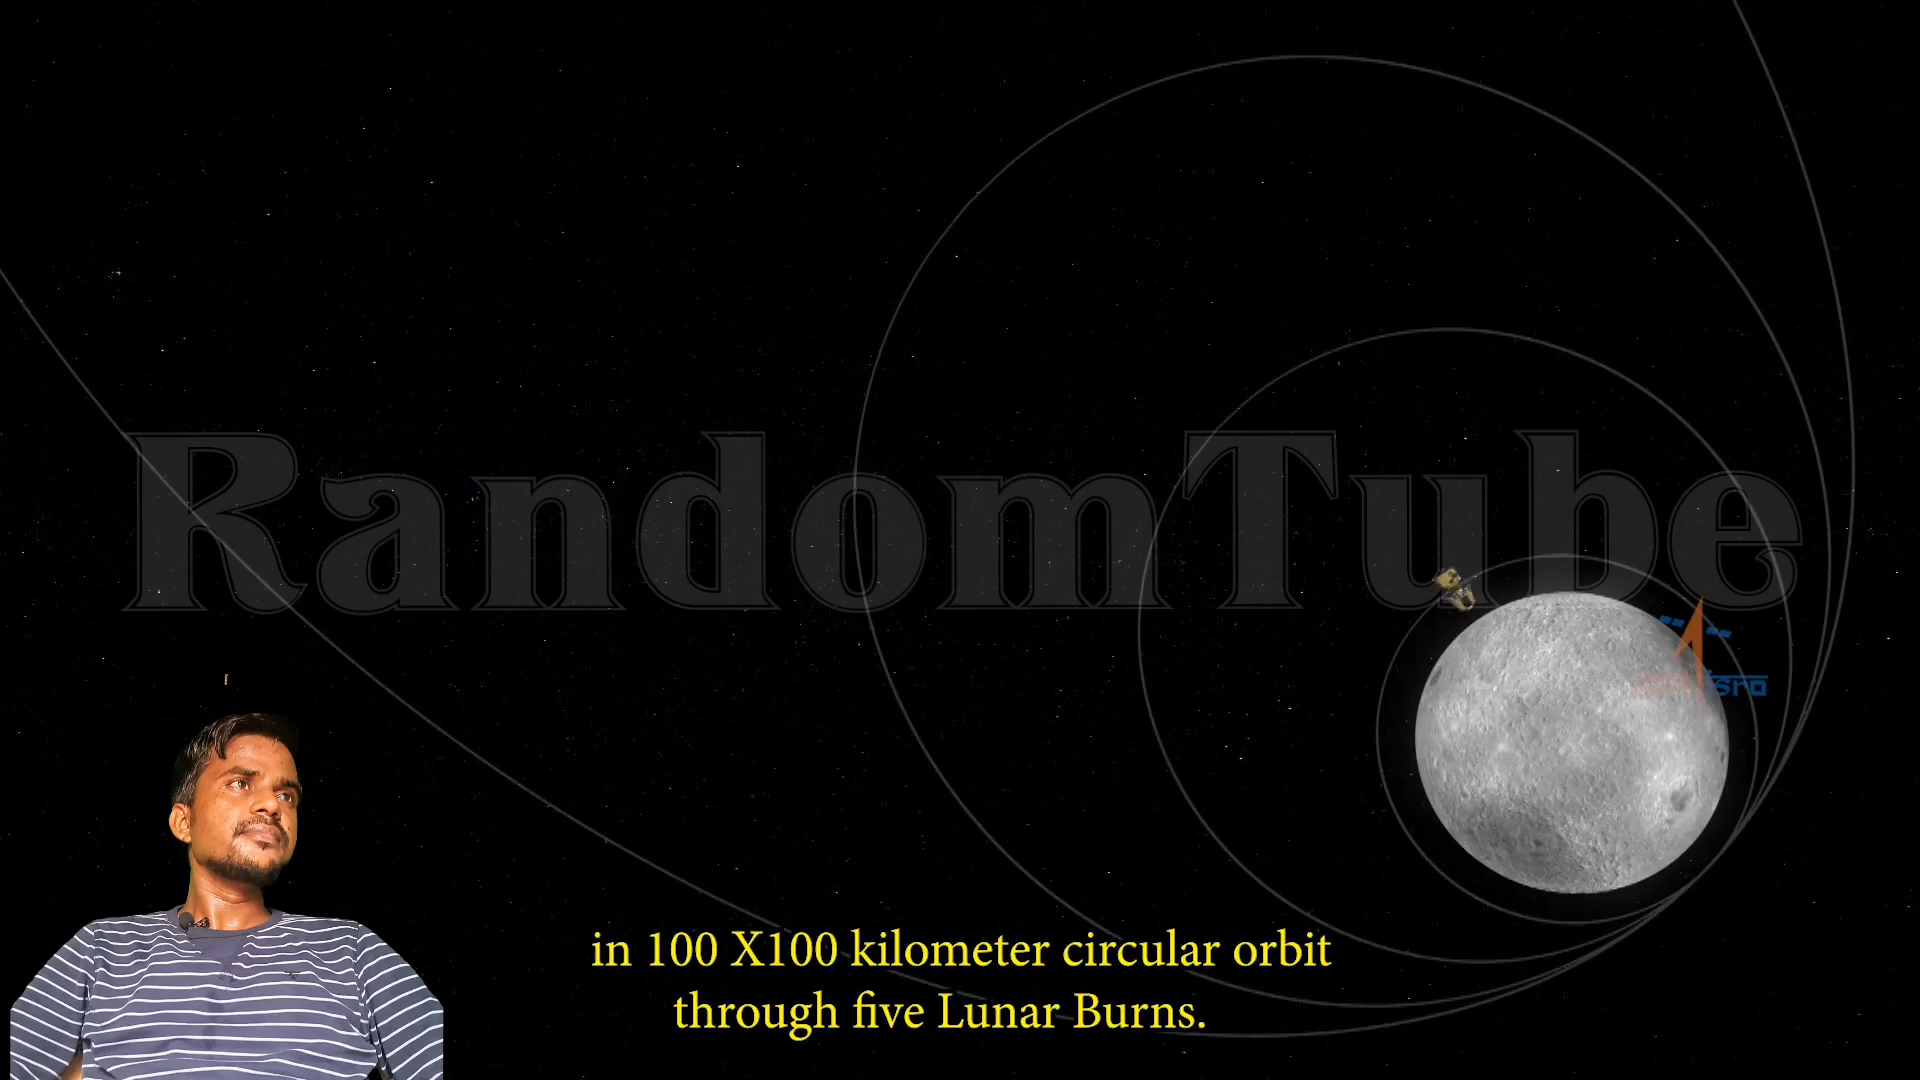 RandomTube
isro
in 100 X100 kilometer circular orbit
through five Lunar Burns.